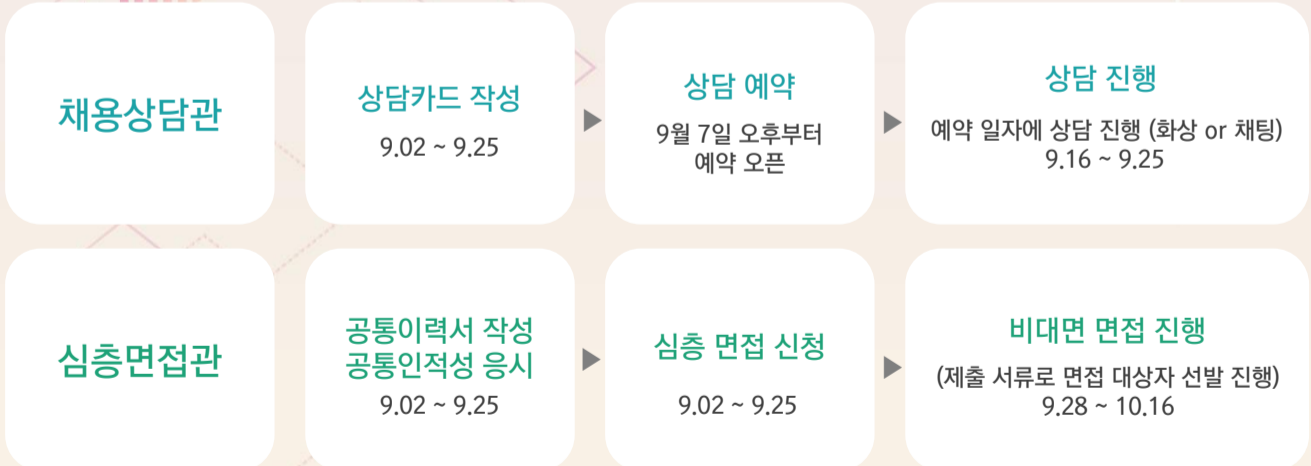 채용상담관
상담카드 작성
9.02 ~ 9.25
상담 예약
9월 7일 오후부터
예약 오픈
상담 진행
예약 일자에 상담 진행 (화상 or 채팅)
9.16 ~ 9.25
심층면접관
공통이력서 작성
공통인적성 응시
9.02 ~ 9.25
심층 면접 신청
9.02 ~ 9.25
비대면 면접 진행
(제출 서류로 면접 대상자 선발 진행)
9.28 ~ 10.16